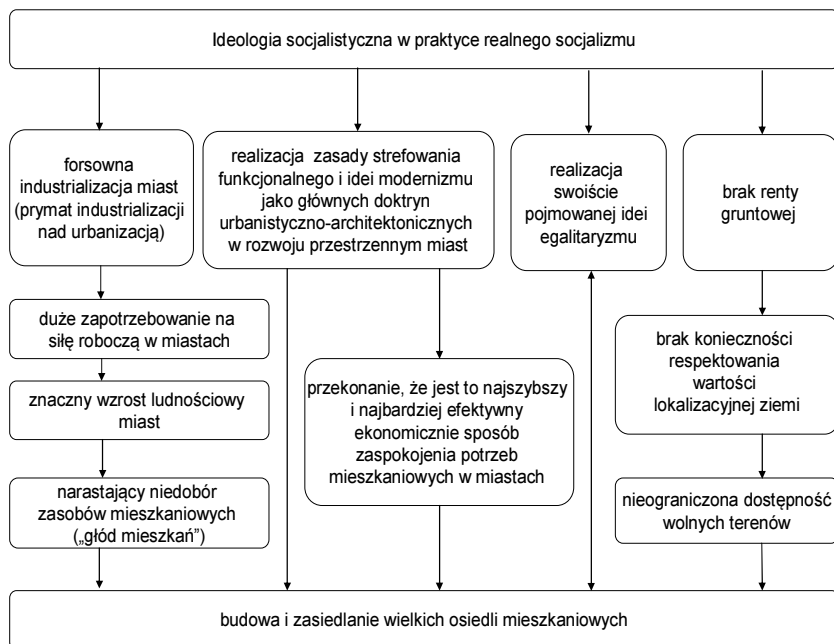 Ideologia socjalistyczna w praktyce realnego socjalizmu
forsowna
industrializacja miast
(prymat industrializacji
nad urbanizacją)
realizacja zasady strefowania
funkcjonalnego i idei modernizmu
jako głównych doktryn
urbanistyczno-architektonicznych
w rozwoju przestrzennym miast
realizacja
swoiście
pojmowanej idei
egalitaryzmu
brak renty
gruntowej
duże zapotrzebowanie na
siłę roboczą w miastach
znaczny wzrost ludnościowy
miast
narastający niedobór
zasobów mieszkaniowych
(„głód mieszkań”)
przekonanie, że jest to najszybszy
i najbardziej efektywny
ekonomicznie sposób
zaspokojenia potrzeb
mieszkaniowych w miastach
brak konieczności
respektowania
wartości
lokalizacyjnej ziemi
nieograniczona dostępność
wolnych terenów
budowa i zasiedlanie wielkich osiedli mieszkaniowych